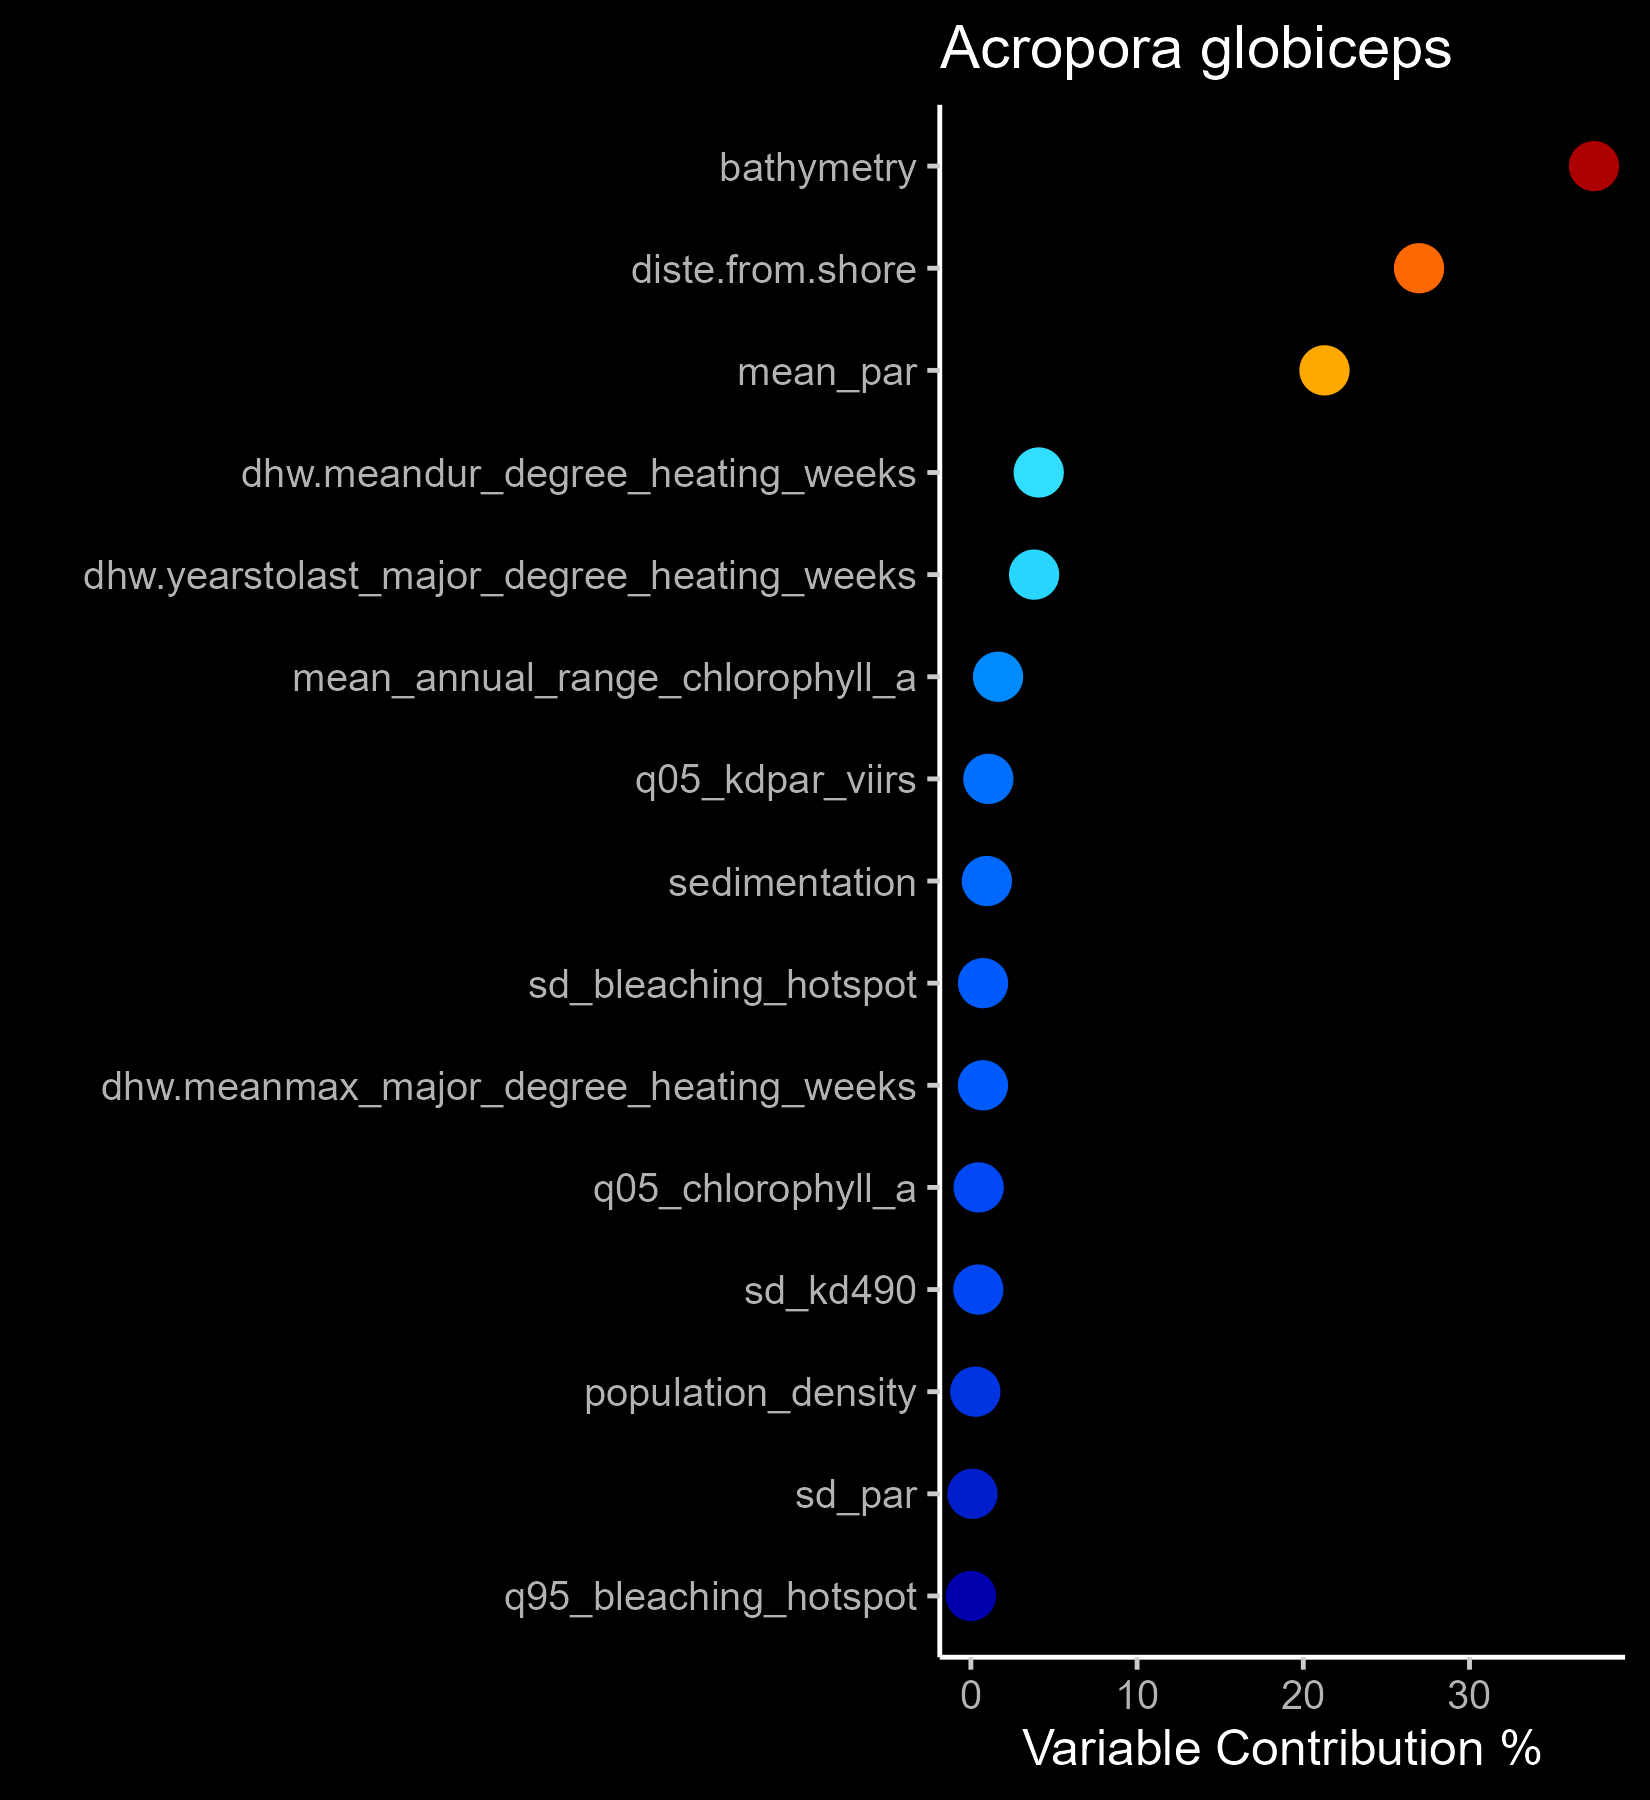 Acropora globiceps
bathymetry
diste.from.shore
mean_par
dhw.meandur_degree_heating_weeks
dhw.yearstolast_major_degree_heating_weeks
mean_annual_range_chlorophyll_a
q05_kdpar_viirs
sedimentation
sd_bleaching_hotspot
dhw.meanmax_major_degree_heating_weeks
q05_chlorophyll_a
sd_kd490
population_density
sd_par
q95_bleaching_hotspot
0 10 20 30
Variable Contribution %